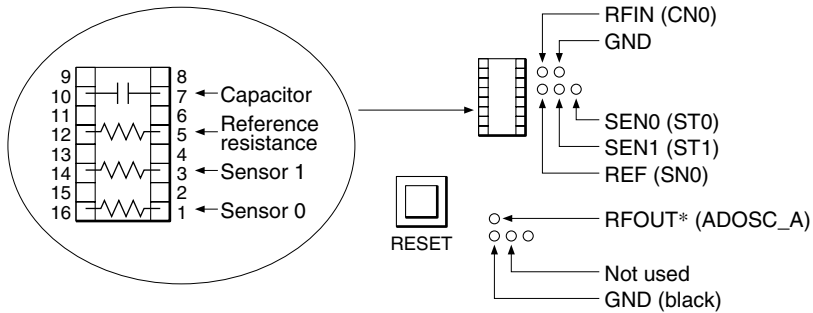 RFIN (CN0)
GND
9 8
10 7 Capacitor
11 6
12 5 Reference
resistance
13 4
14 3 Sensor 1
15 2
16 1 Sensor 0
SEN0 (ST0)
SEN1 (ST1)
REF (SN0)
RESET
RFOUT* (ADOSC_A)
Not used
GND (black)